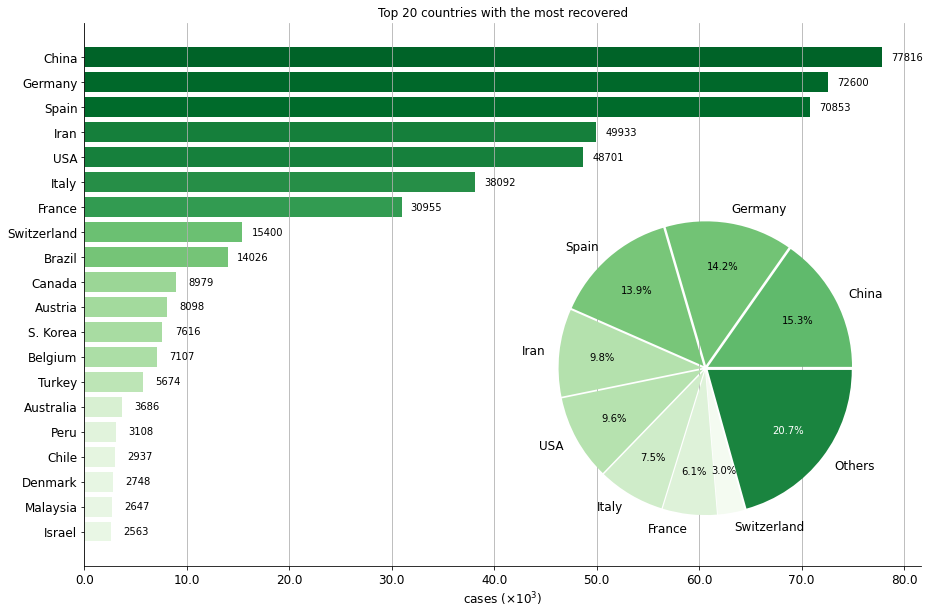 Top 20 countries with the most recovered
China 77816
Germany 72600
Spain 70853
Iran 49933
USA 48701
Italy 38092
France 30955
Switzerland 15400
Brazil 14026
Canada 8979
Austria 8098
S. Korea 7616
Belgium 7107
Turkey 5674
Australia 3686
Peru 3108
Chile 2937
Denmark 2748
Malaysia 2647
Israel 2563
Germany
14.2%
Spain
13.9%
China
15.3%
Iran
9.8%
USA
9.6%
Italy
7.5%
France
6.1%
Switzerland
3.0%
Others
20.7%
0.0 10.0 20.0 30.0 40.0 50.0 60.0 70.0 80.0
cases (×10³)